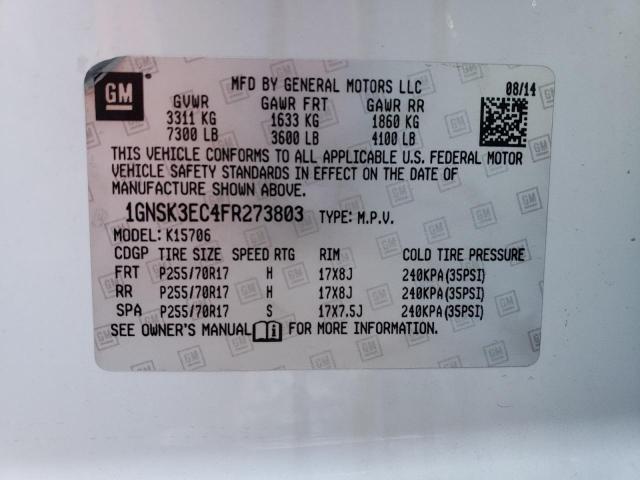 GM
MFD BY GENERAL MOTORS LLC 08/14
GVWR GAWR FRT GAWR RR
3311 KG 1633 KG 1860 KG
7300 LB 3600 LB 4100 LB
THIS VEHICLE CONFORMS TO ALL APPLICABLE U.S. FEDERAL MOTOR
VEHICLE SAFETY STANDARDS IN EFFECT ON THE DATE OF
MANUFACTURE SHOWN ABOVE.
1GNSK3EC4FR273803 TYPE: M.P.V.
MODEL: K15706
CDGP TIRE SIZE SPEED RTG RIM COLD TIRE PRESSURE
FRT P255/70R17 H 17X8J 240KPA(35PSI)
RR P255/70R17 H 17X8J 240KPA(35PSI)
SPA P255/70R17 S 17X7.5J 240KPA(35PSI)
SEE OWNER'S MANUAL i FOR MORE INFORMATION.